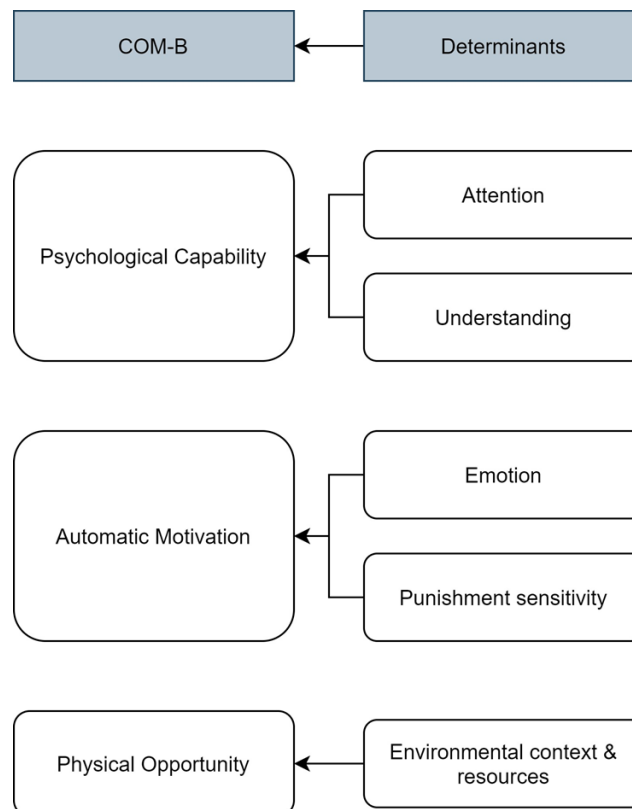 COM-B
Determinants
Psychological Capability
Attention
Understanding
Automatic Motivation
Emotion
Punishment sensitivity
Physical Opportunity
Environmental context &
resources